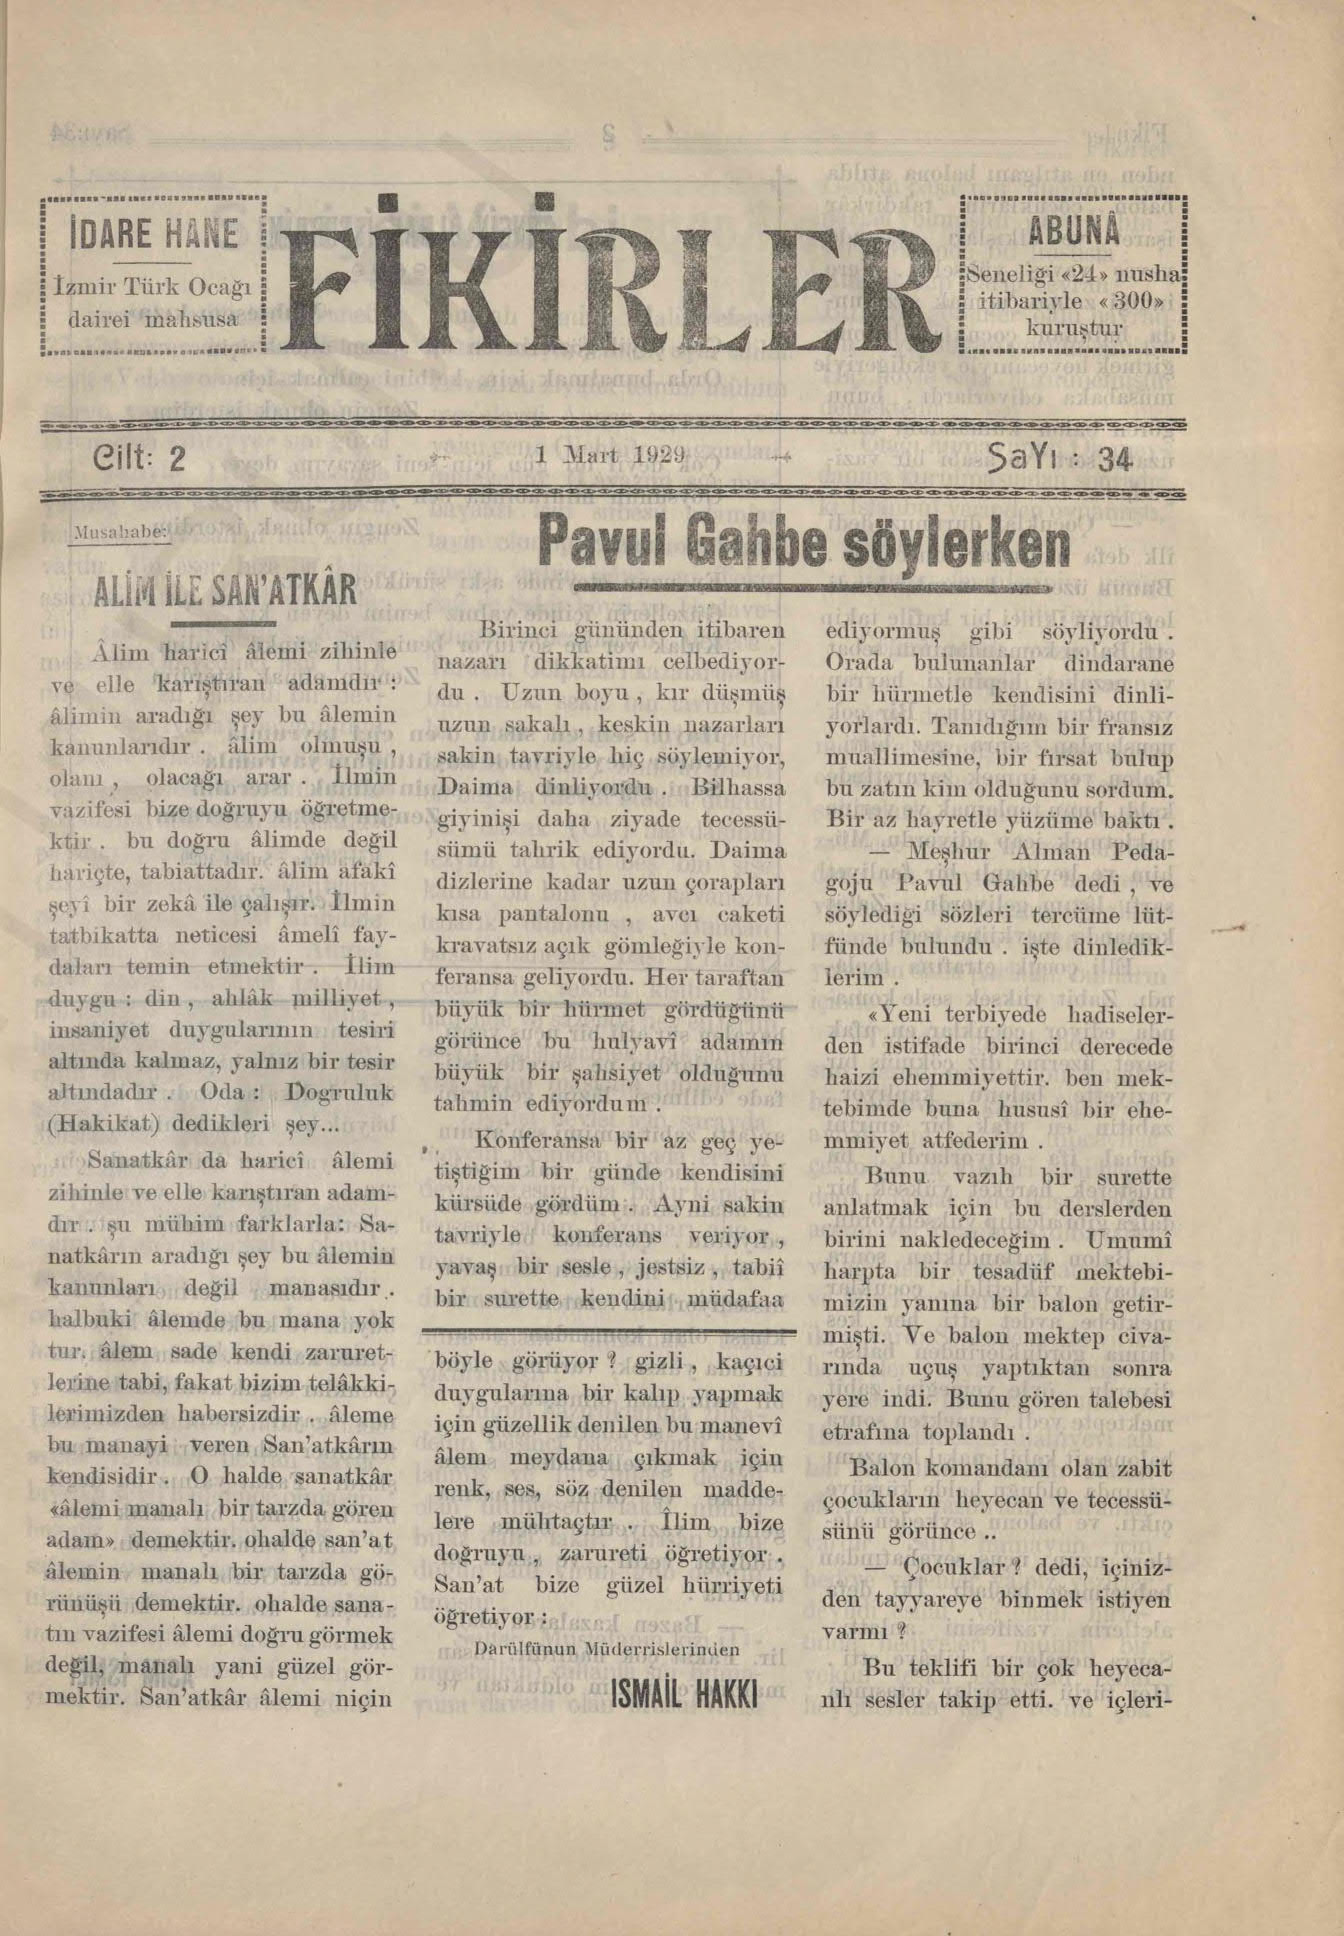 İDARE HANE
İzmir Türk Ocağı
dairei mahsusa
FİKİRLER
ABUNÂ
Seneliği «24» nusha
itibariyle «300»
kuruştur
Cilt: 2
1 Mart 1929
SaYı : 34
Musahabe:
ALİM İLE SAN'ATKÂR
Âlim haricî âlemi zihinle
ve elle karıştıran adamdır :
âlimin aradığı şey bu âlemin
kanunlarıdır . âlim olmuşu ,
olanı , olacağı arar . İlmin
vazifesi bize doğruyu öğretme-
ktir . bu doğru âlimde değil
hariçte, tabiattadır. âlim afakî
şeyî bir zekâ ile çalışır. İlmin
tatbikatta neticesi âmelî fay-
daları temin etmektir . İlim
duygu : din , ahlâk milliyet ,
insaniyet duygularının tesiri
altında kalmaz, yalnız bir tesir
altındadır . Oda : Dogruluk
(Hakikat) dedikleri şey...
Sanatkâr da haricî âlemi
zihinle ve elle karıştıran adam-
dır . şu mühim farklarla: Sa-
natkârın aradığı şey bu âlemin
kanunları değil manasıdır .
halbuki âlemde bu mana yok
tur. âlem sade kendi zaruret-
lerine tabi, fakat bizim telâkki-
lerimizden habersizdir . âleme
bu manayi veren San'atkârın
kendisidir . O halde sanatkâr
«âlemi manalı bir tarzda gören
adam» demektir. ohalde san'at
âlemin manalı bir tarzda gö-
rünüşü demektir. ohalde sana-
tın vazifesi âlemi doğru görmek
değil, manalı yani güzel gör-
mektir. San'atkâr âlemi niçin
böyle görüyor ? gizli , kaçıci
duygularına bir kalıp yapmak
için güzellik denilen bu manevî
âlem meydana çıkmak için
renk, ses, söz denilen madde-
lere mühtaçtır . İlim bize
doğruyu , zarureti öğretiyor .
San'at bize güzel hürriyeti
öğretiyor :
Darülfünun Müderrislerinden
ISMAİL HAKKI
Pavul Gahbe söylerken
Birinci gününden itibaren
nazarı dikkatimi celbediyor-
du . Uzun boyu , kır düşmüş
uzun sakalı , keskin nazarları
sakin tavriyle hiç söylemiyor,
Daima dinliyordu . Bilhassa
giyinişi daha ziyade tecessü-
sümü tahrik ediyordu. Daima
dizlerine kadar uzun çorapları
kısa pantalonu , avcı caketi
kravatsız açık gömleğiyle kon-
feransa geliyordu. Her taraftan
büyük bir hürmet gördüğünü
görünce bu hulyavî adamın
büyük bir şahsiyet olduğunu
tahmin ediyordum .
Konferansa bir az geç ye-
tiştiğim bir günde kendisini
kürsüde gördüm . Ayni sakin
tavriyle konferans veriyor ,
yavaş bir sesle , jestsiz , tabiî
bir surette kendini müdafaa
ediyormuş gibi söyliyordu .
Orada bulunanlar dindarane
bir hürmetle kendisini dinli-
yorlardı. Tanıdığım bir fransız
muallimesine, bir fırsat bulup
bu zatın kim olduğunu sordum.
Bir az hayretle yüzüme baktı .
— Meşhur Alman Peda-
goju Pavul Gahbe dedi , ve
söylediği sözleri tercüme lüt-
fünde bulundu . işte dinledik-
lerim .
«Yeni terbiyede hadiseler-
den istifade birinci derecede
haizi ehemmiyettir. ben mek-
tebimde buna hususî bir ehe-
mmiyet atfederim .
Bunu vazıh bir surette
anlatmak için bu derslerden
birini nakledeceğim . Umumî
harpta bir tesadüf mektebi-
mizin yanına bir balon getir-
mişti. Ve balon mektep civa-
rında uçuş yaptıktan sonra
yere indi. Bunu gören talebesi
etrafına toplandı .
Balon komandanı olan zabit
çocukların heyecan ve tecessü-
sünü görünce ..
— Çocuklar ? dedi, içiniz-
den tayyareye binmek istiyen
varmı ?
Bu teklifi bir çok heyeca-
nlı sesler takip etti. ve içleri-